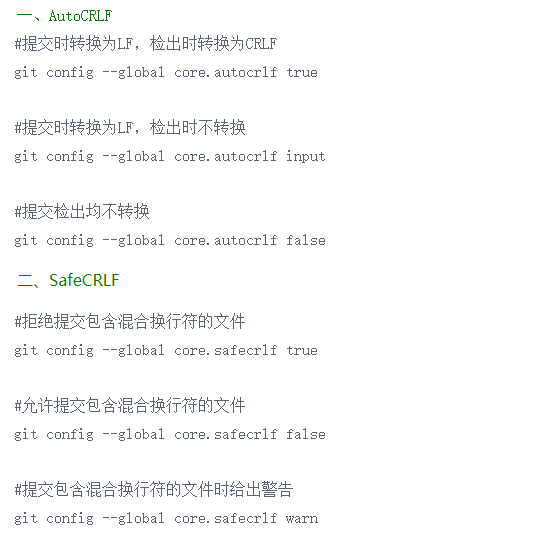 一、AutoCRLF
#提交时转换为LF，检出时转换为CRLF
git config --global core.autocrlf true
#提交时转换为LF，检出时不转换
git config --global core.autocrlf input
#提交检出均不转换
git config --global core.autocrlf false
二、SafeCRLF
#拒绝提交包含混合换行符的文件
git config --global core.safecrlf true
#允许提交包含混合换行符的文件
git config --global core.safecrlf false
#提交包含混合换行符的文件时给出警告
git config --global core.safecrlf warn